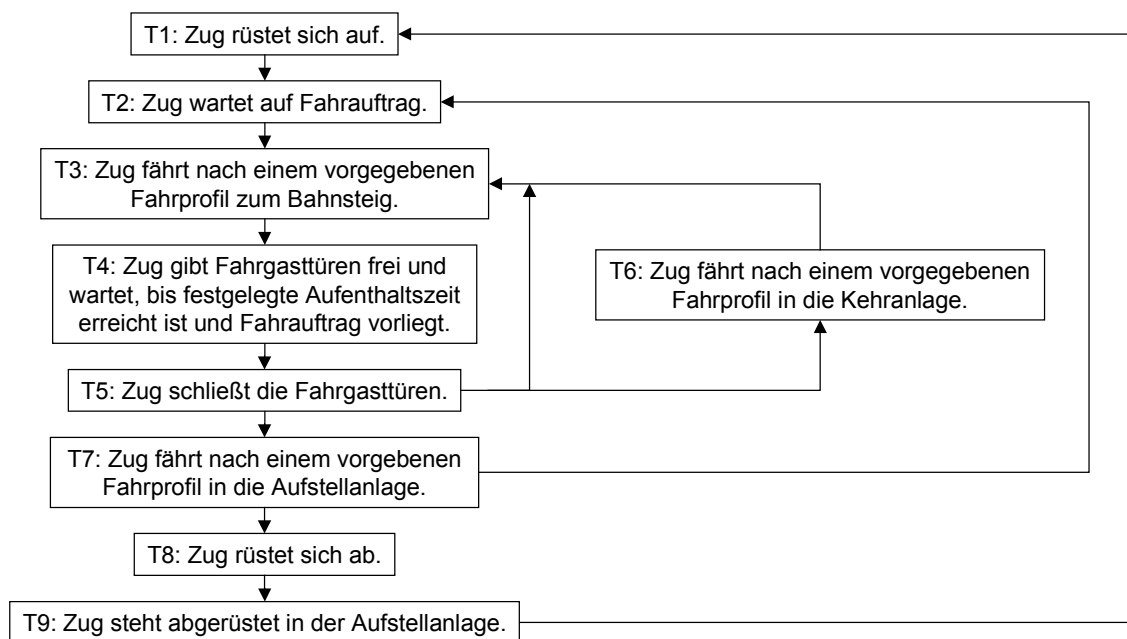 T1: Zug rüstet sich auf.
T2: Zug wartet auf Fahrauftrag.
T3: Zug fährt nach einem vorgegebenen
Fahrprofil zum Bahnsteig.
T4: Zug gibt Fahrgasttüren frei und
wartet, bis festgelegte Aufenthaltszeit
erreicht ist und Fahrauftrag vorliegt.
T6: Zug fährt nach einem vorgegebenen
Fahrprofil in die Kehranlage.
T5: Zug schließt die Fahrgasttüren.
T7: Zug fährt nach einem vorgebenen
Fahrprofil in die Aufstellanlage.
T8: Zug rüstet sich ab.
T9: Zug steht abgerüstet in der Aufstellanlage.